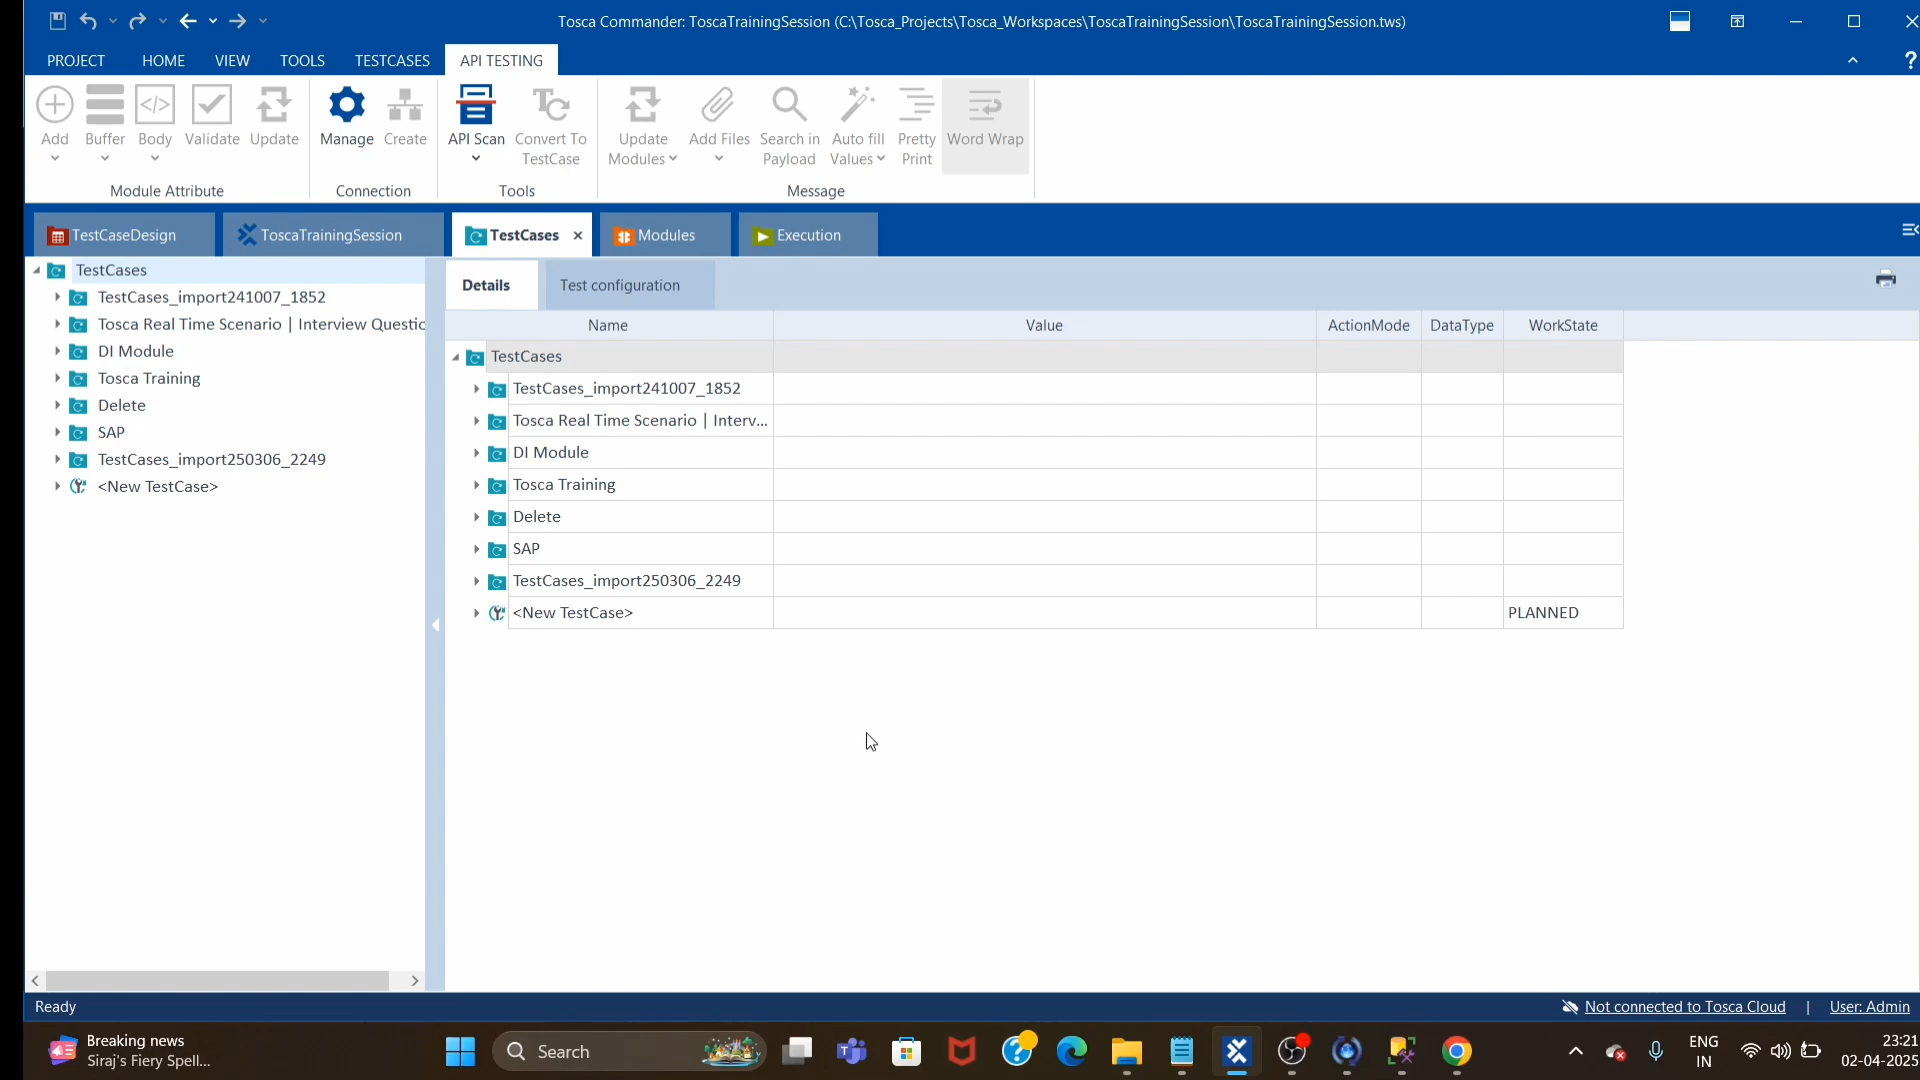 Tosca Commander: ToscaTrainingSession (C:\Tosca_Projects\Tosca_Workspaces\ToscaTrainingSession\ToscaTrainingSession.tws)
PROJECT HOME VIEW TOOLS TESTCASES API TESTING ?
Add Buffer Body Validate Update Manage Create API Scan Convert To TestCase Update Modules Add Files Search in Payload Auto fill Values Pretty Print Word Wrap
Module Attribute Connection Tools Message
TestCaseDesign ToscaTrainingSession TestCases Modules Execution
TestCases
TestCases_import241007_1852
Tosca Real Time Scenario | Interview Questio
DI Module
Tosca Training
Delete
SAP
TestCases_import250306_2249
<New TestCase>
Details Test configuration
Name Value ActionMode DataType WorkState
TestCases
TestCases_import241007_1852
Tosca Real Time Scenario | Interv...
DI Module
Tosca Training
Delete
SAP
TestCases_import250306_2249
<New TestCase> PLANNED
Ready Not connected to Tosca Cloud | User: Admin
Breaking news
Siraj's Fiery Spell...
Search
ENG
IN
23:21
02-04-2025